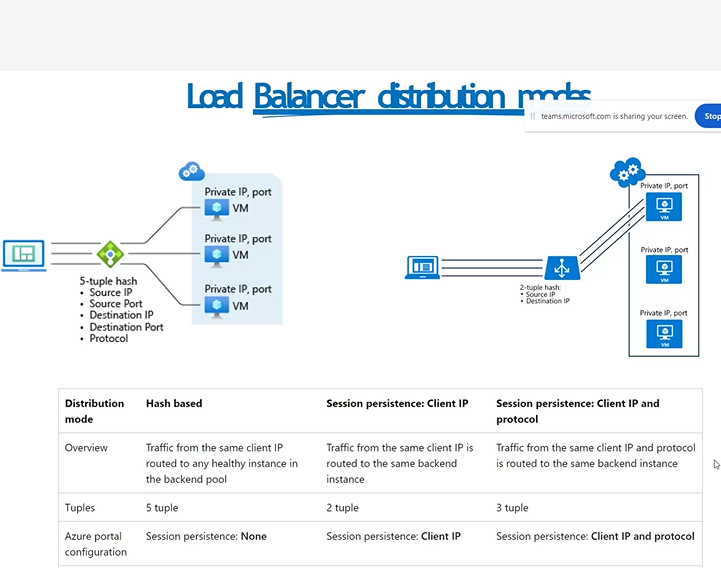 Load Balancer distribution modes
teams.microsoft.com is sharing your screen.
Stop
Private IP, port
VM
Private IP, port
VM
Private IP, port
VM
5-tuple hash
• Source IP
• Source Port
• Destination IP
• Destination Port
• Protocol
Private IP, port
VM
Private IP, port
VM
Private IP, port
VM
2-tuple hash:
• Source IP
• Destination IP
Distribution
mode
Hash based
Session persistence: Client IP
Session persistence: Client IP and
protocol
Overview
Traffic from the same client IP
routed to any healthy instance in
the backend pool
Traffic from the same client IP is
routed to the same backend
instance
Traffic from the same client IP and protocol
is routed to the same backend instance
Tuples
5 tuple
2 tuple
3 tuple
Azure portal
configuration
Session persistence: None
Session persistence: Client IP
Session persistence: Client IP and protocol